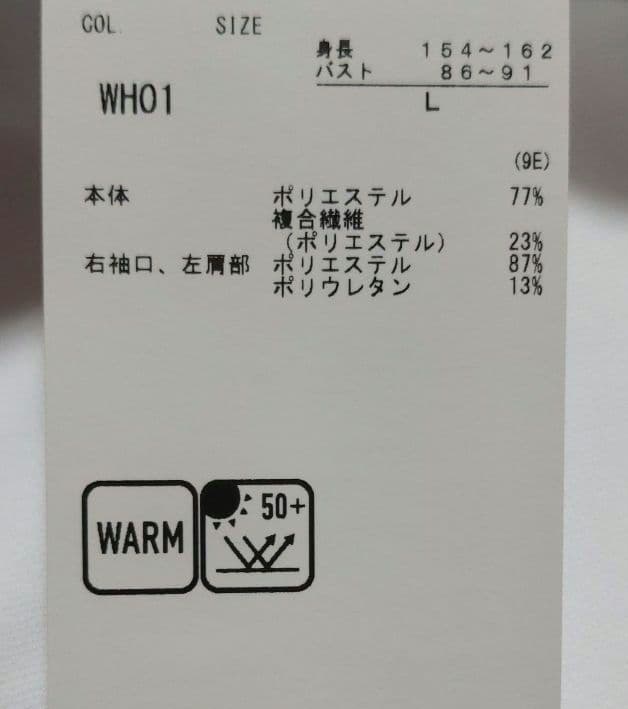 COL. SIZE
身長 154~162
バスト 86~91
WH01 L
(9E)
本体 ポリエステル 77%
複合繊維
(ポリエステル) 23%
右袖口、左肩部 ポリエステル 87%
ポリウレタン 13%
WARM 50+